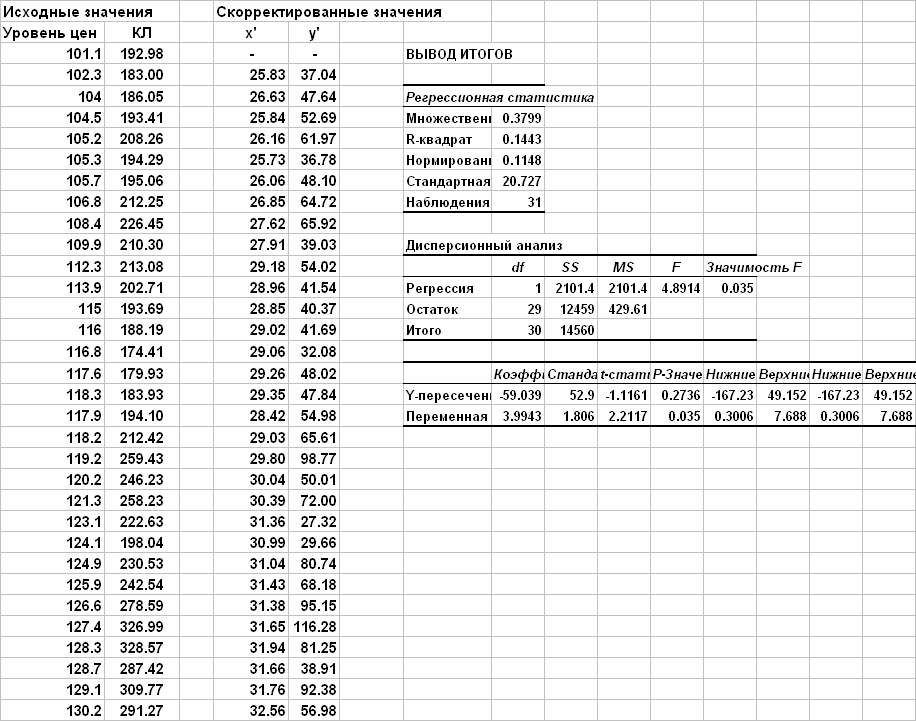 Исходные значения Скорректированные значения
Уровень цен КЛ x' y'
101.1 192.98 - - ВЫВОД ИТОГОВ
102.3 183.00 25.83 37.04
104 186.05 26.63 47.64 Регрессионная статистика
104.5 193.41 25.84 52.69 Множествен 0.3799
105.2 208.26 26.16 61.97 R-квадрат 0.1443
105.3 194.29 25.73 36.78 Нормирован 0.1148
105.7 195.06 26.06 48.10 Стандартная 20.727
106.8 212.25 26.85 64.72 Наблюдения 31
108.4 226.45 27.62 65.92
109.9 210.30 27.91 39.03 Дисперсионный анализ
112.3 213.08 29.18 54.02 df SS MS F Значимость F
113.9 202.71 28.96 41.54 Регрессия 1 2101.4 2101.4 4.8914 0.035
115 193.69 28.85 40.37 Остаток 29 12459 429.61
116 188.19 29.02 41.69 Итого 30 14560
116.8 174.41 29.06 32.08
117.6 179.93 29.26 48.02 Коэффи Станда t-стати P-Значе Нижние Верхние Нижние Верхние
118.3 183.93 29.35 47.84 Y-пересечен -59.039 52.9 -1.1161 0.2736 -167.23 49.152 -167.23 49.152
117.9 194.10 28.42 54.98 Переменная 3.9943 1.806 2.2117 0.035 0.3006 7.688 0.3006 7.688
118.2 212.42 29.03 65.61
119.2 259.43 29.80 98.77
120.2 246.23 30.04 50.01
121.3 258.23 30.39 72.00
123.1 222.63 31.36 27.32
124.1 198.04 30.99 29.66
124.9 230.53 31.04 80.74
125.9 242.54 31.43 68.18
126.6 278.59 31.38 95.15
127.4 326.99 31.65 116.28
128.3 328.57 31.94 81.25
128.7 287.42 31.66 38.91
129.1 309.77 31.76 92.38
130.2 291.27 32.56 56.98